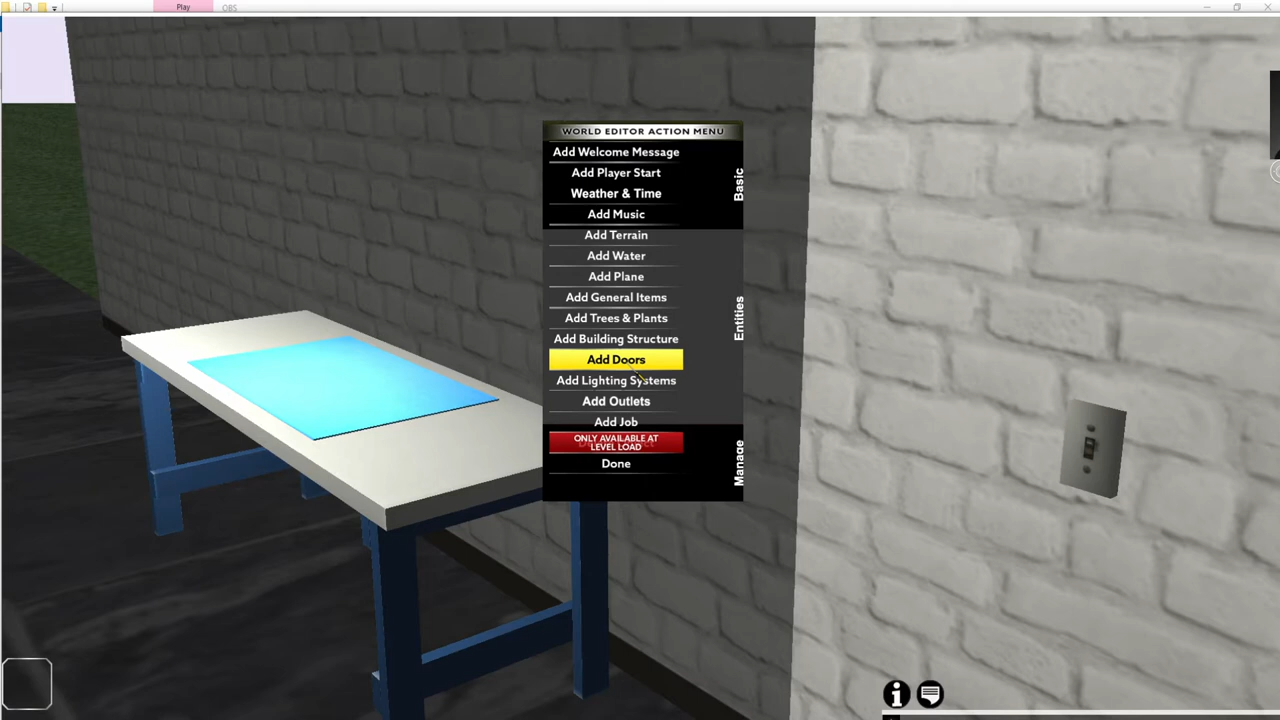 Play
OBS
WORLD EDITOR ACTION MENU
Add Welcome Message
Add Player Start
Weather & Time
Add Music
Basic
Add Terrain
Add Water
Add Plane
Add General Items
Add Trees & Plants
Add Building Structure
Add Doors
Add Lighting Systems
Add Outlets
Add Job
Entities
ONLY AVAILABLE AT
LEVEL LOAD
Done
Manage